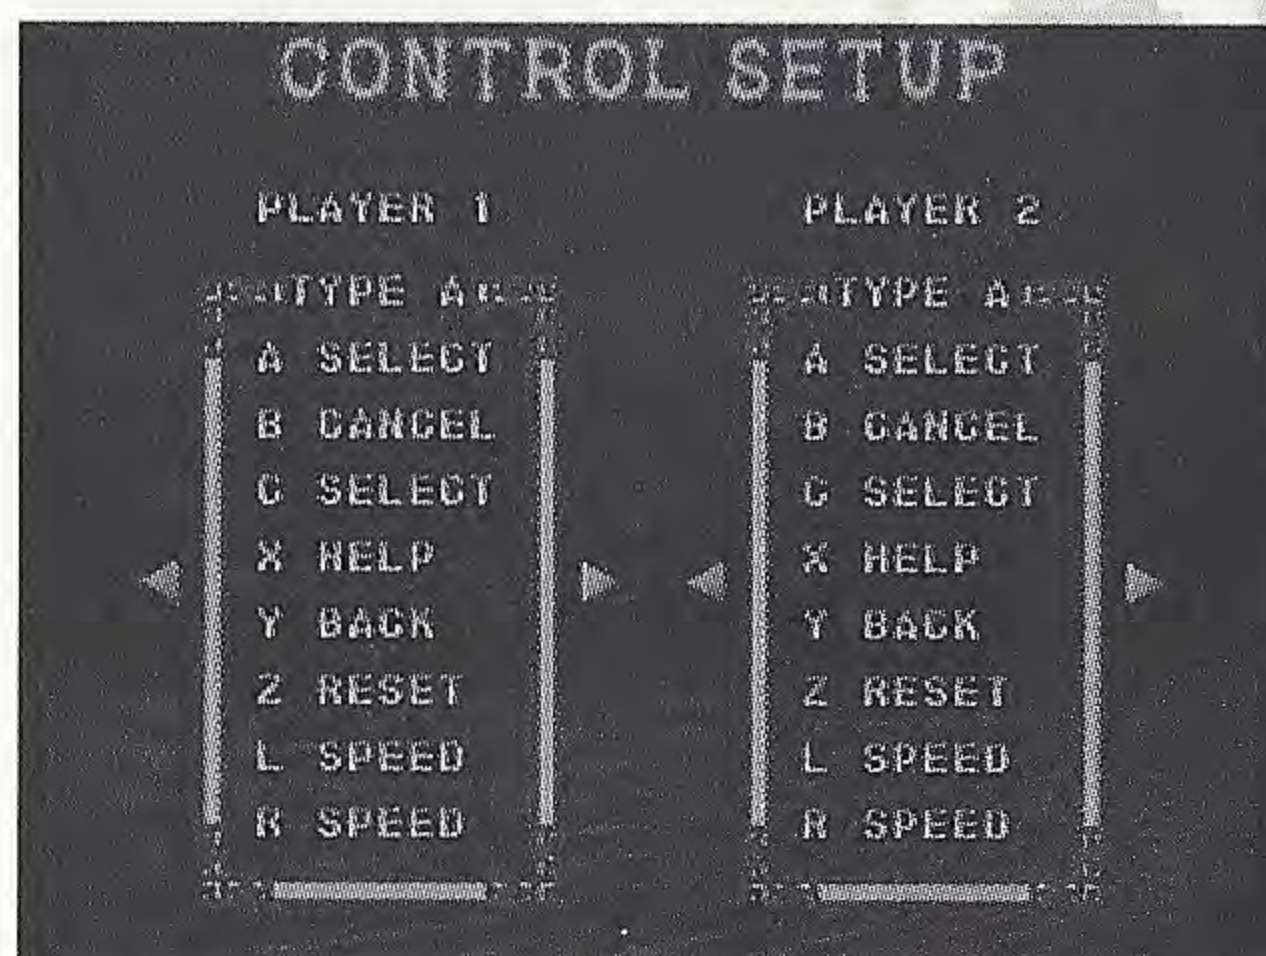 CONTROL SETUP
PLAYER 1
TYPE A
A SELECT
B CANCEL
C SELECT
X HELP
Y BACK
Z RESET
L SPEED
R SPEED
PLAYER 2
TYPE A
A SELECT
B CANCEL
C SELECT
X HELP
Y BACK
Z RESET
L SPEED
R SPEED